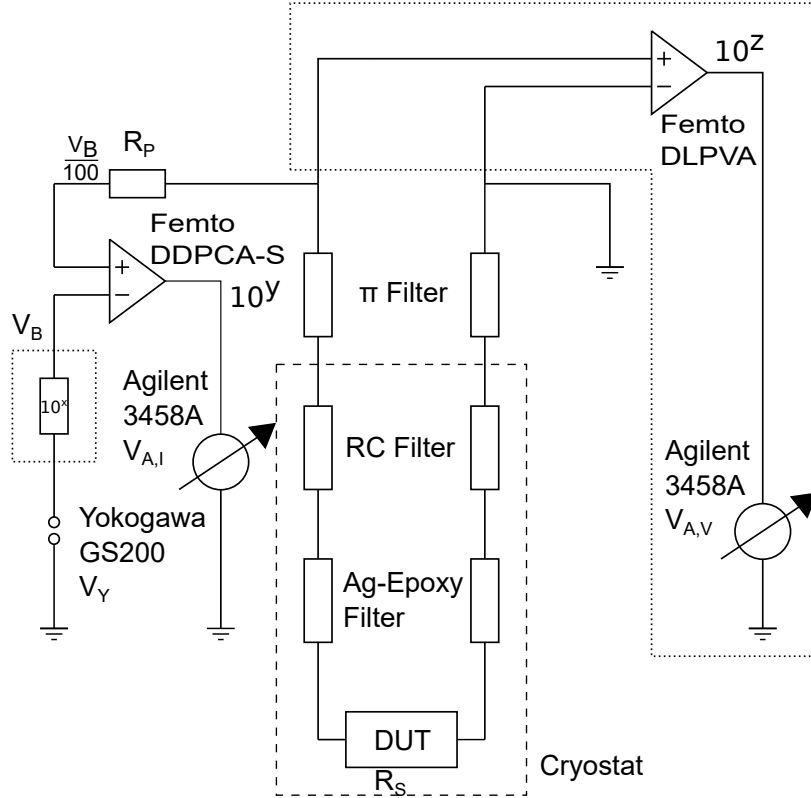 10^z
+
−
Femto
DLPVA
V_B
100
R_P
Femto
DDPCA-S
+
−
10^y
V_B
10^x
Agilent
3458A
V_A,I
Yokogawa
GS200
V_Y
π Filter
RC Filter
Ag-Epoxy
Filter
DUT
R_S
Cryostat
Agilent
3458A
V_A,V